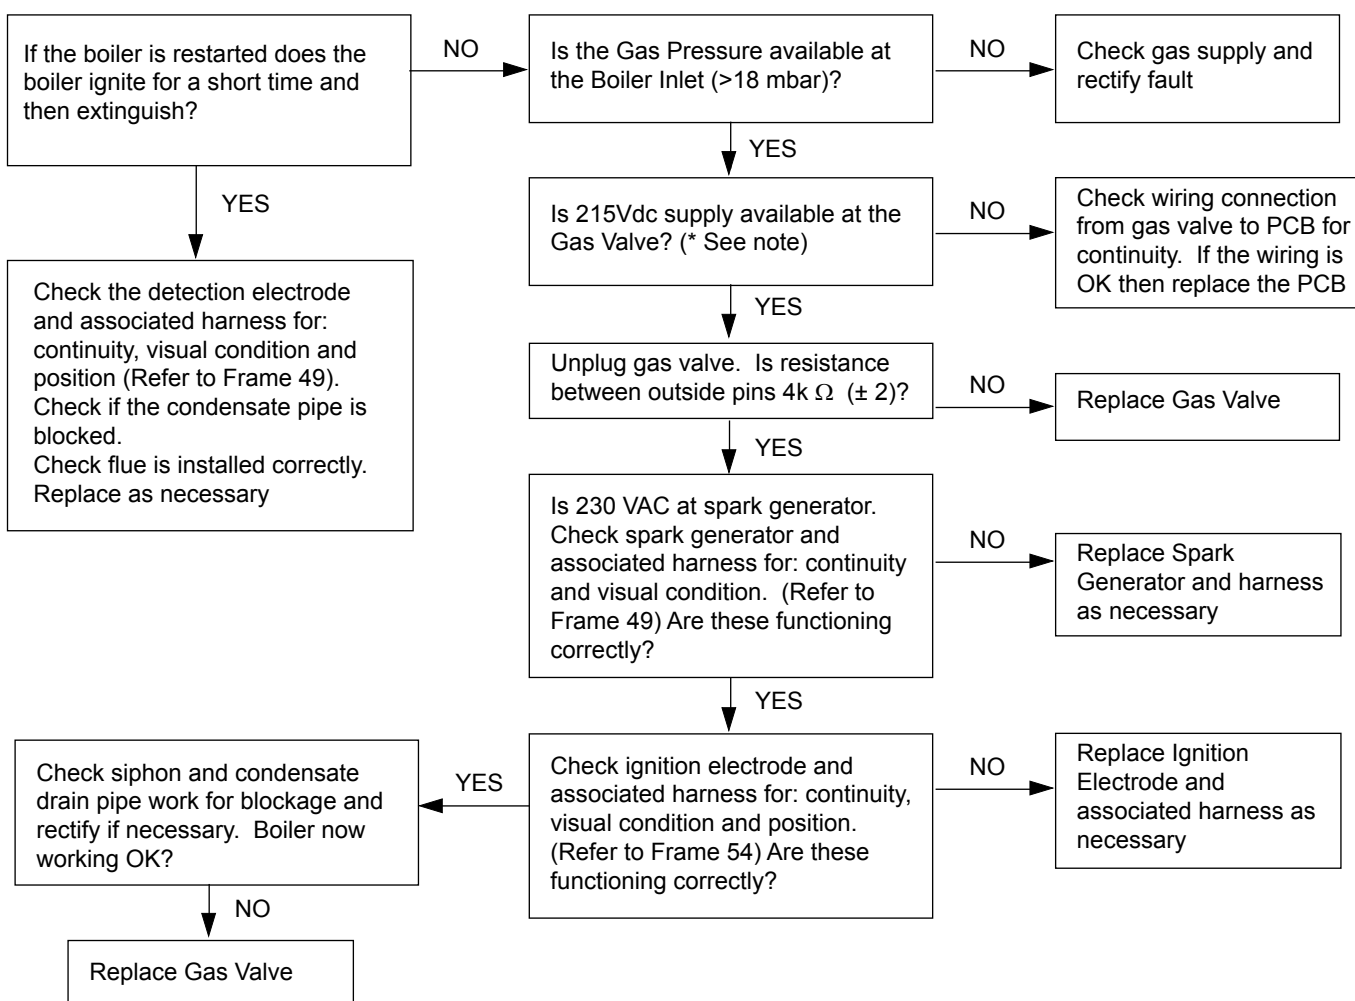 If the boiler is restarted does the
boiler ignite for a short time and
then extinguish?
NO
Is the Gas Pressure available at
the Boiler Inlet (>18 mbar)?
NO
Check gas supply and
rectify fault
YES
YES
Is 215Vdc supply available at the
Gas Valve? (* See note)
NO
Check wiring connection
from gas valve to PCB for
continuity. If the wiring is
OK then replace the PCB
Check the detection electrode
and associated harness for:
continuity, visual condition and
position (Refer to Frame 49).
Check if the condensate pipe is
blocked.
Check flue is installed correctly.
Replace as necessary
YES
Unplug gas valve. Is resistance
between outside pins 4k Ω (± 2)?
NO
Replace Gas Valve
YES
Is 230 VAC at spark generator.
Check spark generator and
associated harness for: continuity
and visual condition. (Refer to
Frame 49) Are these functioning
correctly?
NO
Replace Spark
Generator and harness
as necessary
YES
Check ignition electrode and
associated harness for: continuity,
visual condition and position.
(Refer to Frame 54) Are these
functioning correctly?
NO
Replace Ignition
Electrode and
associated harness as
necessary
YES
Check siphon and condensate
drain pipe work for blockage and
rectify if necessary. Boiler now
working OK?
NO
Replace Gas Valve